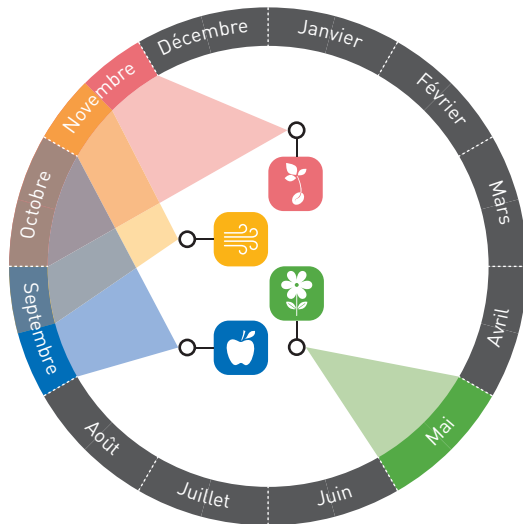 Janvier
Février
Mars
Avril
Mai
Juin
Juillet
Août
Septembre
Octobre
Novembre
Décembre